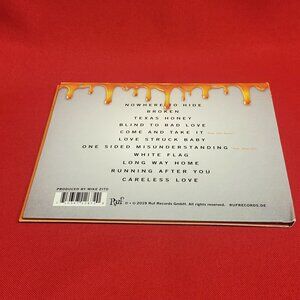 NOWHERE TO HIDE
BROKEN
TEXAS HONEY
BLIND TO BAD LOVE
COME AND TAKE IT
LOVE STRUCK BABY
ONE SIDED MISUNDERSTANDING
WHITE FLAG
LONG WAY HOME
RUNNING AFTER YOU
CARELESS LOVE
PRODUCED BY MIKE ZITO
Ruf
℗ + © 2019 Ruf Records GmbH. All rights reserved.
RUFRECORDS.DE